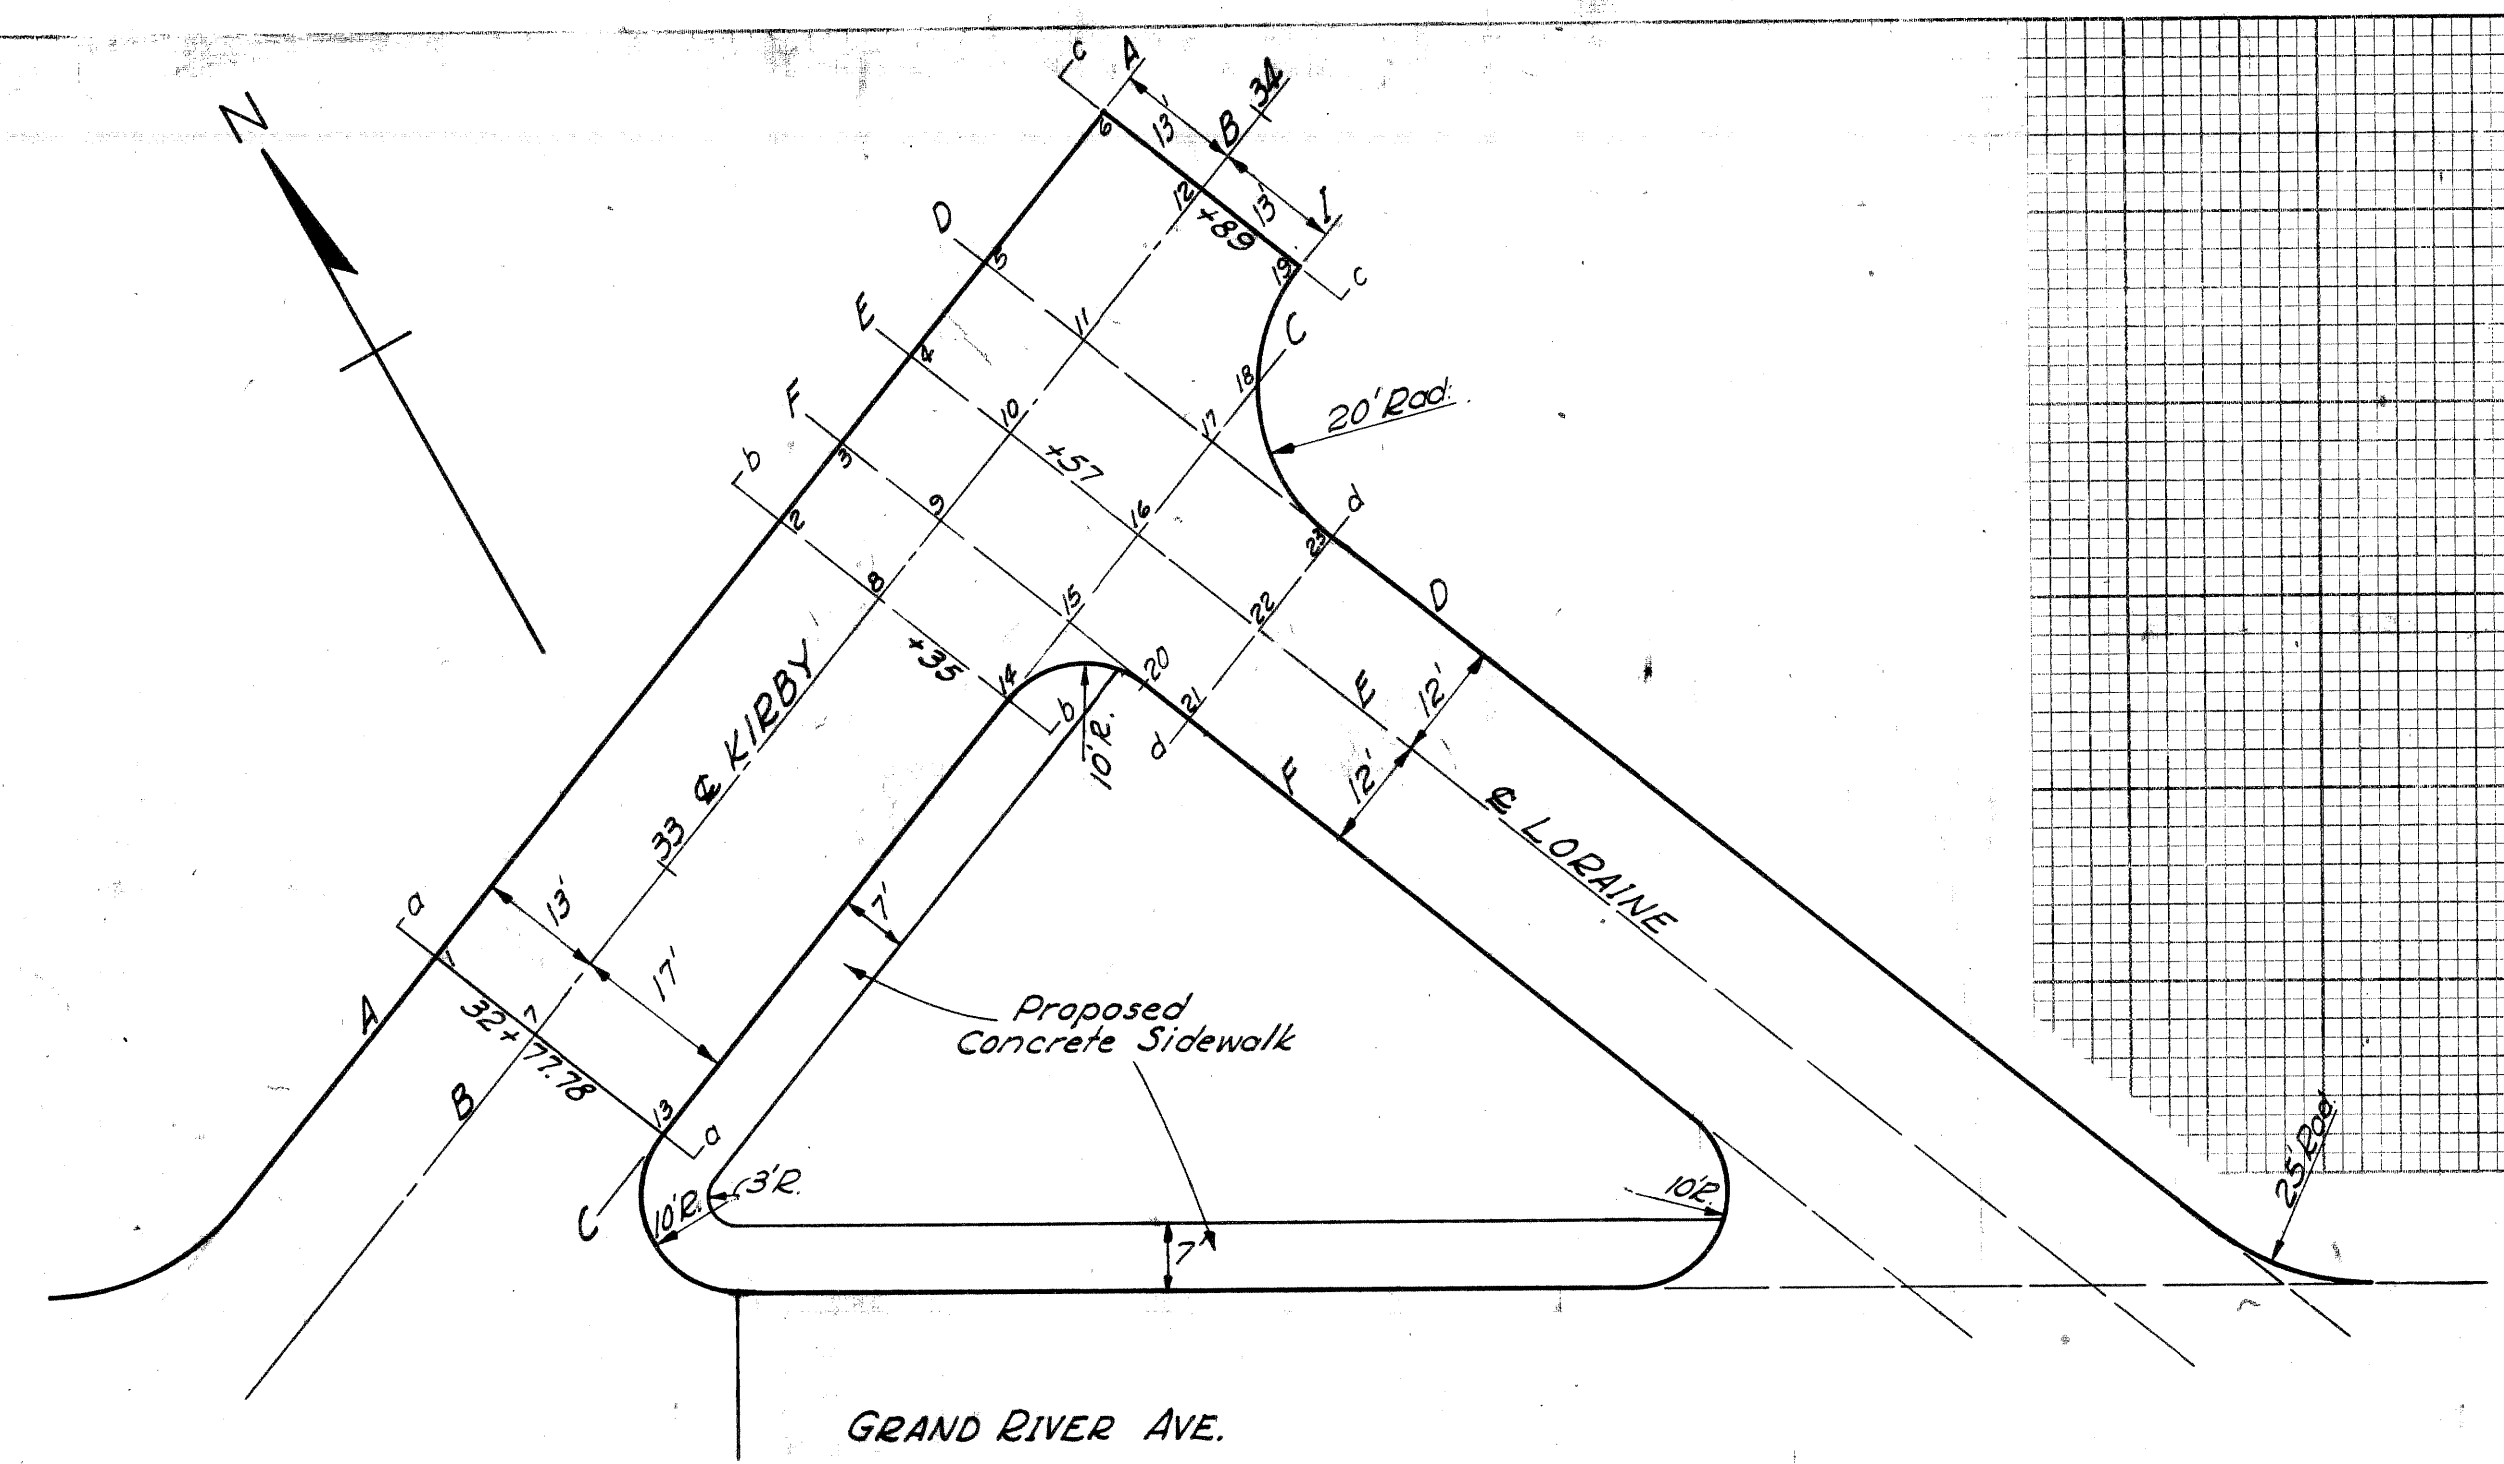 N
c
A
13'
B
34
13'
I
6
12
+89
19
c
D
5
11
C
18
20' Rad.
E
4
10
17
+57
F
3
9
16
b
2
8
15
22
23
d
D
+35
14
20
21
d
b
10'R.
E
12'
12'
F
℄ KIRBY
33
℄ LORAINE
13'
17'
7'
a
1
A
7
32+77.78
B
13
a
C
Proposed
Concrete Sidewalk
3'R.
10'R.
10'R.
7'
25' Rad.
GRAND RIVER AVE.